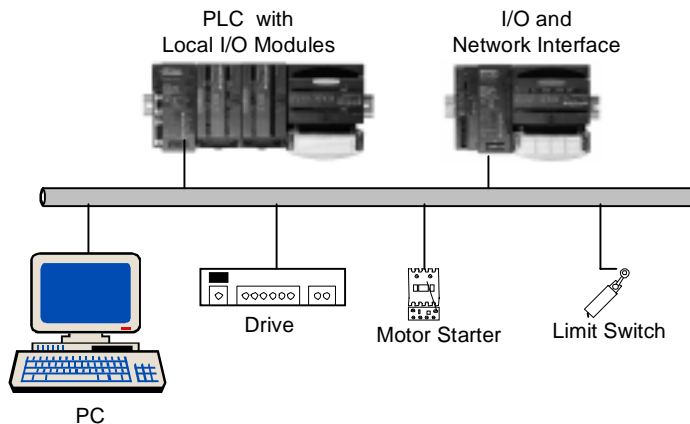 PLC with
Local I/O Modules
I/O and
Network Interface
Drive
Motor Starter
Limit Switch
PC